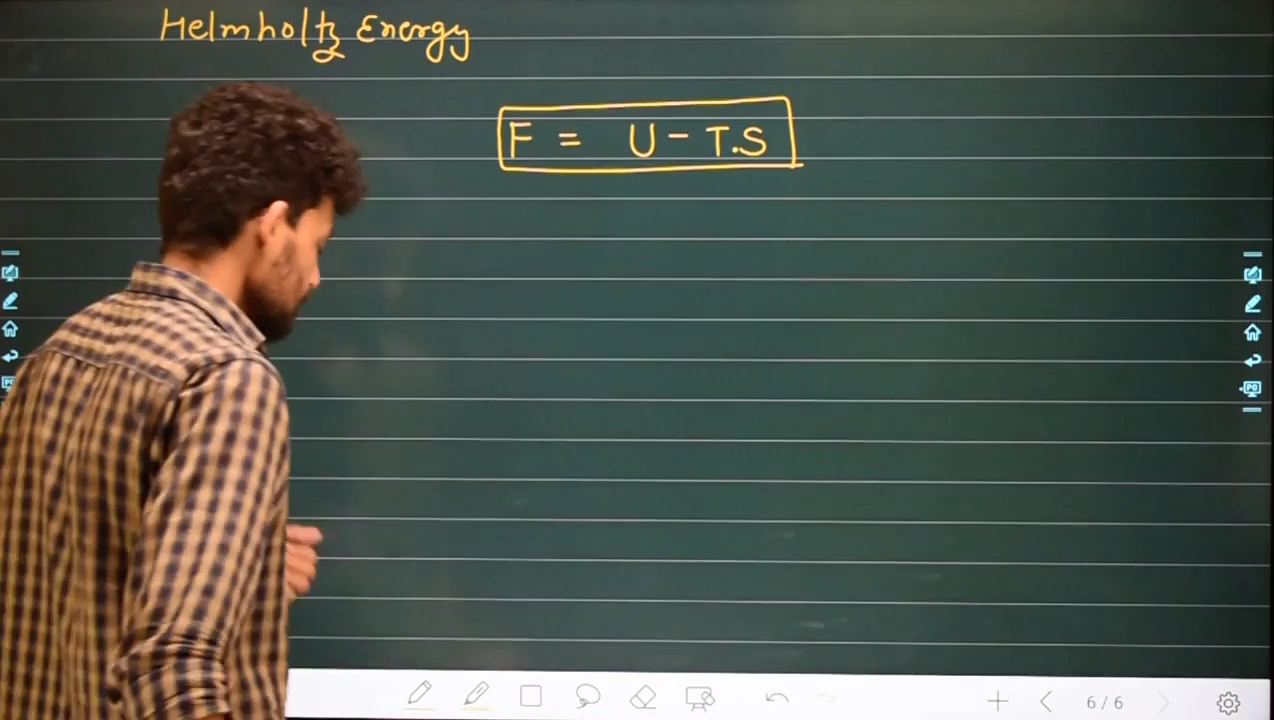 Helmholtz Energy
F = U - T.S
6/6